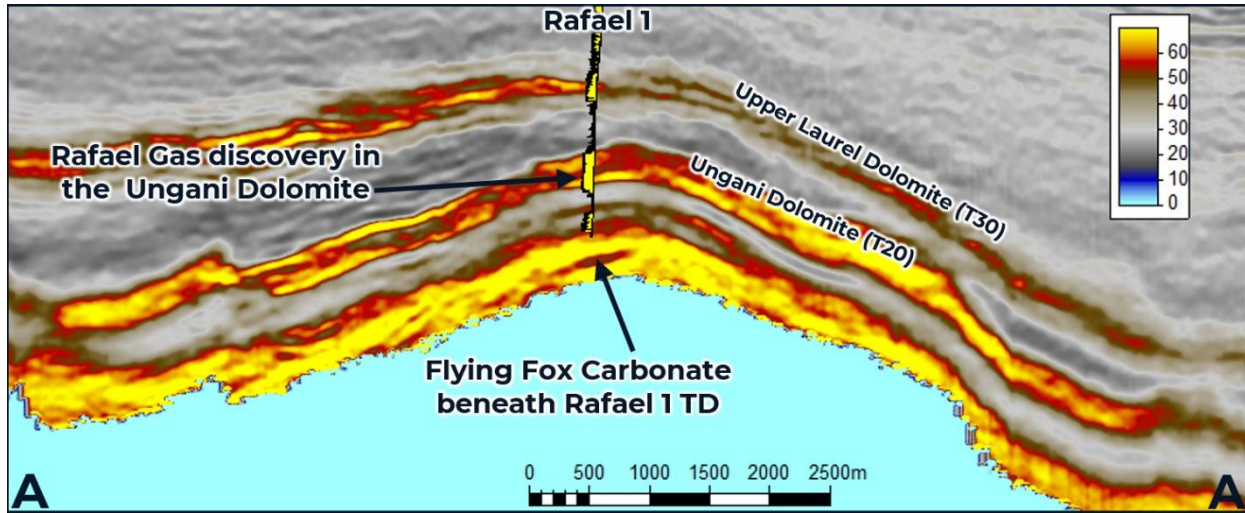 Rafael 1
60
50
40
30
20
10
0
Upper Laurel Dolomite (T30)
Rafael Gas discovery in
the Ungani Dolomite
Ungani Dolomite (T20)
Flying Fox Carbonate
beneath Rafael 1 TD
0 500 1000 1500 2000 2500m
A
A